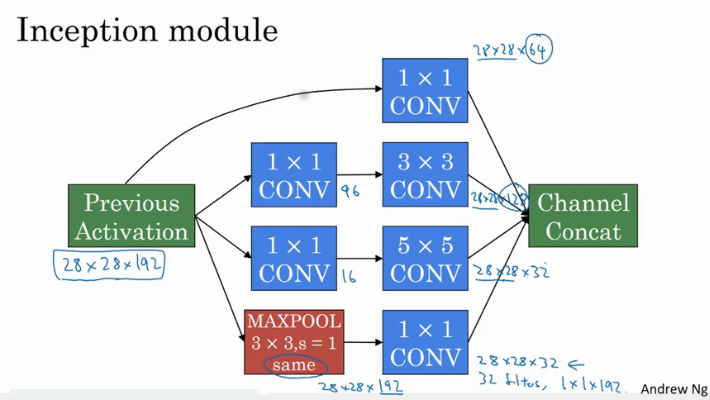 Inception module
28×28×64
1 × 1
CONV
1 × 1
CONV
96
3 × 3
CONV
28×28×128
Previous
Activation
28×28×192
Channel
Concat
1 × 1
CONV
16
5 × 5
CONV
28×28×32
MAXPOOL
3 × 3,s = 1
same
28×28×192
1 × 1
CONV
28×28×32 ←
32 filters, 1×1×192.
Andrew Ng